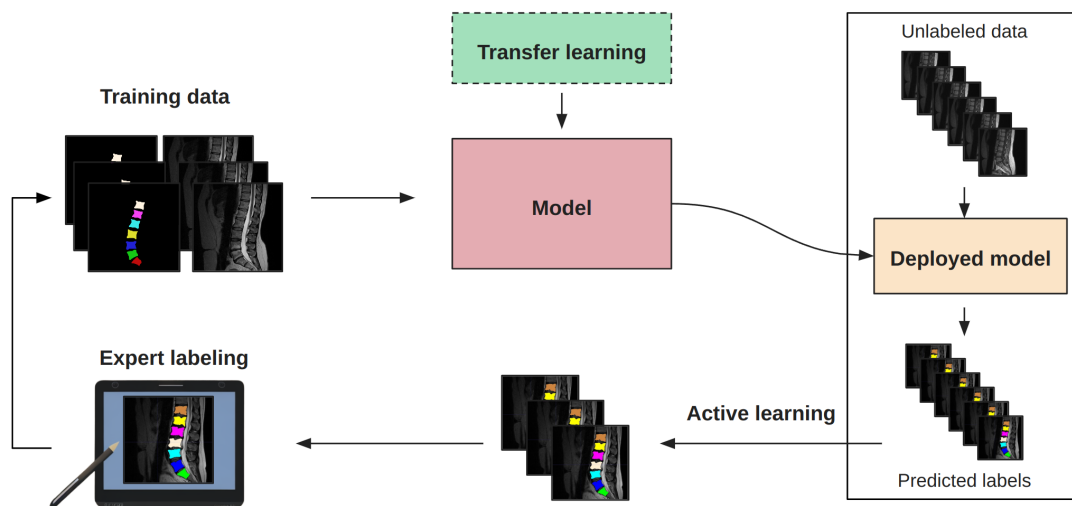 Transfer learning
Unlabeled data
Training data
Model
Deployed model
Expert labeling
Active learning
Predicted labels